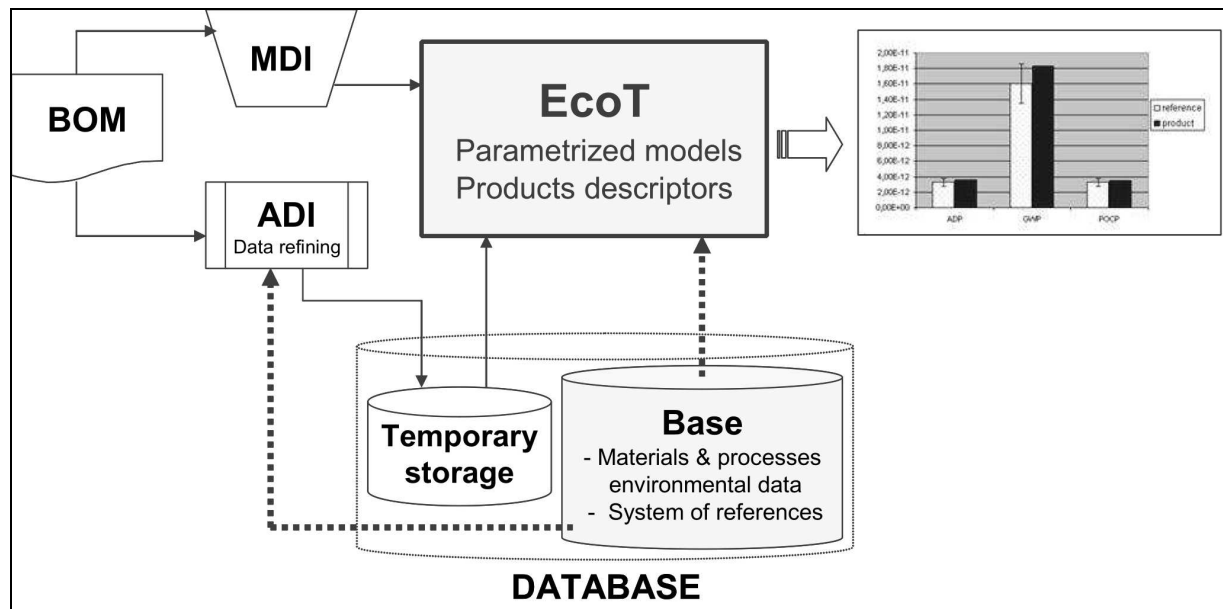 BOM
MDI
ADI
Data refining
EcoT
Parametrized models
Products descriptors
2,00E-11
1,80E-11
1,60E-11
1,40E-11
1,20E-11
1,00E-11
8,00E-12
6,00E-12
4,00E-12
2,00E-12
0,00E+00
ADP
GWP
POCP
reference
product
Temporary
storage
Base
- Materials & processes
environmental data
- System of references
DATABASE